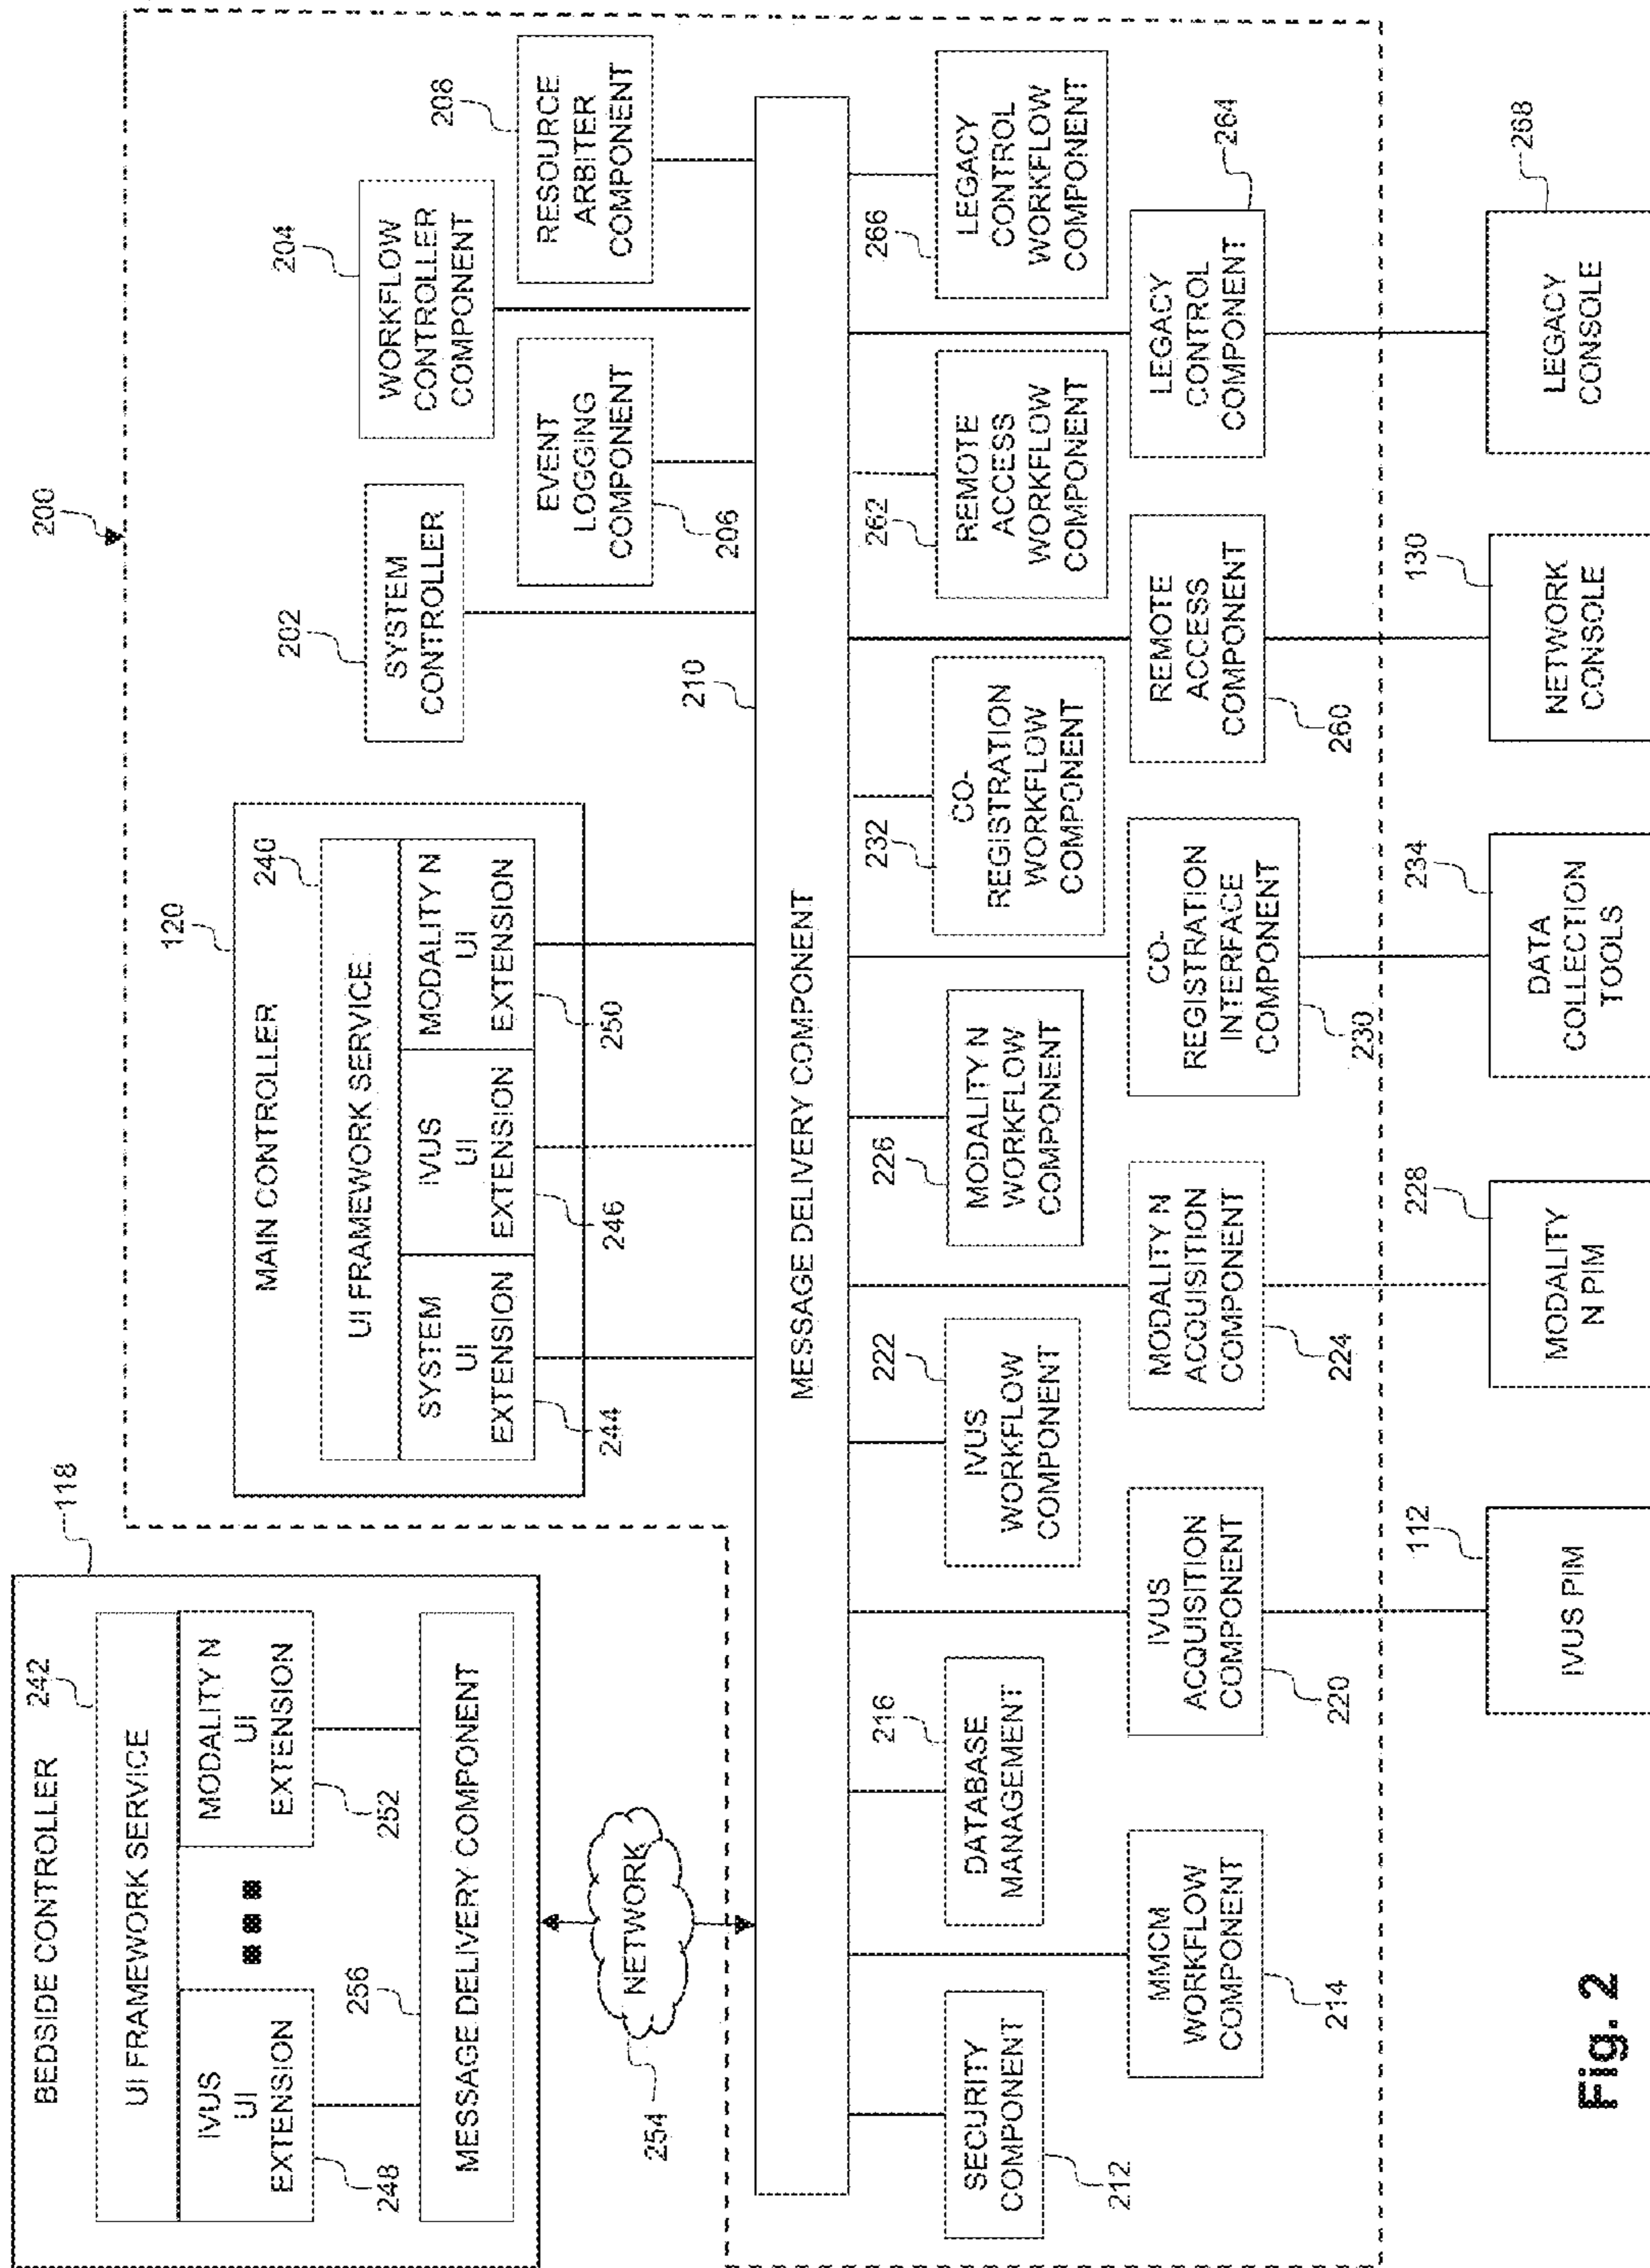 BEDSIDE CONTROLLER
118
242
UI FRAMEWORK SERVICE
IVUS
UI
EXTENSION
MODALITY N
UI
EXTENSION
248
256
252
MESSAGE DELIVERY COMPONENT
NETWORK
254
200
MAIN CONTROLLER
120
240
UI FRAMEWORK SERVICE
SYSTEM
UI
EXTENSION
IVUS
UI
EXTENSION
MODALITY N
UI
EXTENSION
244
246
250
202
SYSTEM
CONTROLLER
204
WORKFLOW
CONTROLLER
COMPONENT
EVENT
LOGGING
COMPONENT
206
208
RESOURCE
ARBITER
COMPONENT
210
MESSAGE DELIVERY COMPONENT
SECURITY
COMPONENT
212
MMCM
WORKFLOW
COMPONENT
214
216
DATABASE
MANAGEMENT
IVUS
ACQUISITION
COMPONENT
220
222
IVUS
WORKFLOW
COMPONENT
MODALITY N
ACQUISITION
COMPONENT
224
226
MODALITY N
WORKFLOW
COMPONENT
CO-
REGISTRATION
INTERFACE
COMPONENT
230
232
CO-
REGISTRATION
WORKFLOW
COMPONENT
REMOTE
ACCESS
COMPONENT
260
262
REMOTE
ACCESS
WORKFLOW
COMPONENT
LEGACY
CONTROL
COMPONENT
264
266
LEGACY
CONTROL
WORKFLOW
COMPONENT
112
IVUS PIM
228
MODALITY
N PIM
234
DATA
COLLECTION
TOOLS
130
NETWORK
CONSOLE
268
LEGACY
CONSOLE
Fig. 2